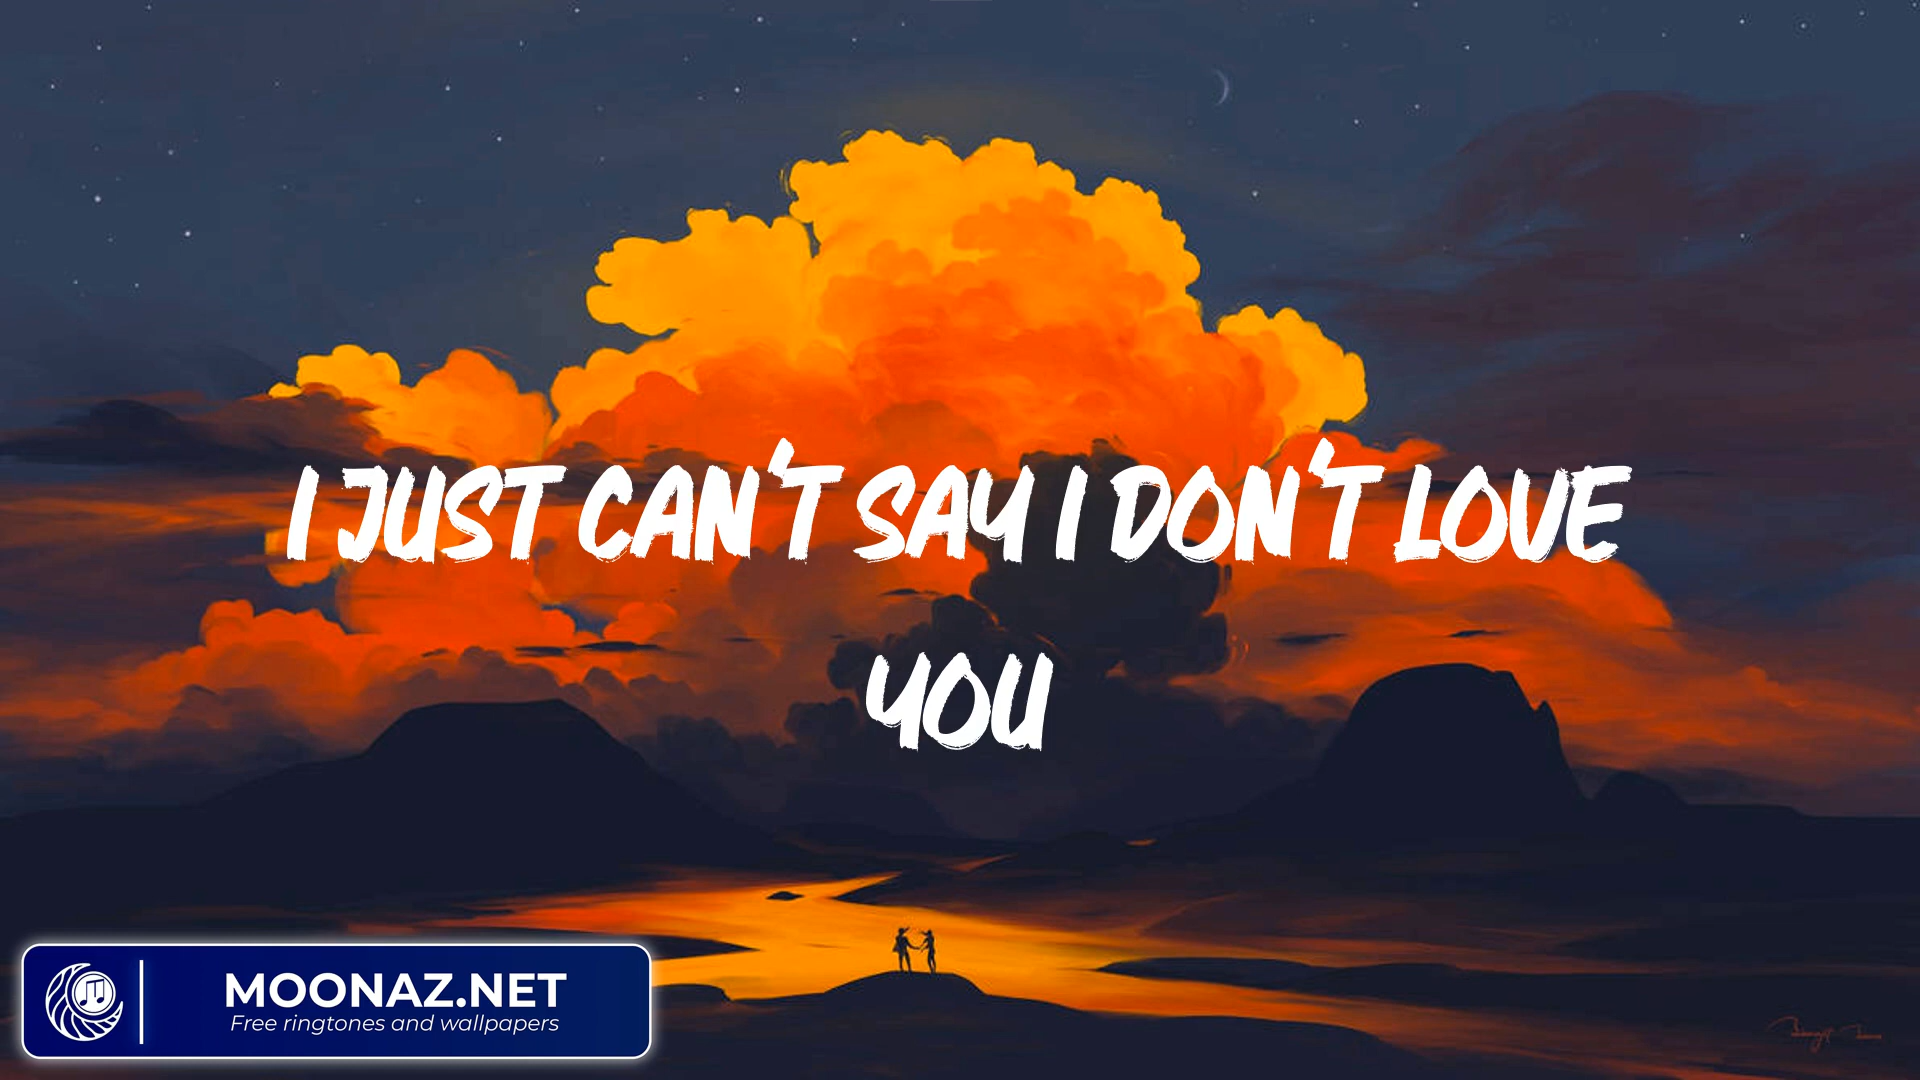 I JUST CAN'T SAY I DON'T LOVE
YOU
MOONAZ.NET
Free ringtones and wallpapers